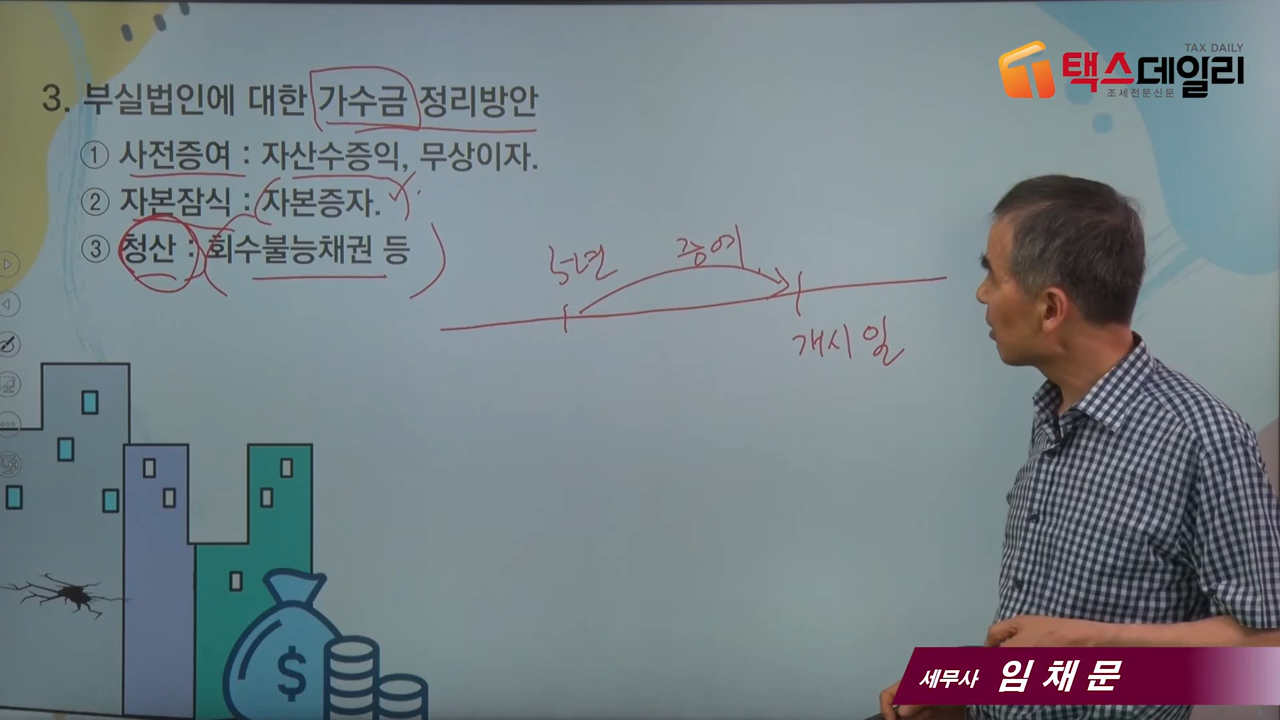 TAX DAILY
택스데일리
조세전문신문
3. 부실법인에 대한 가수금 정리방안
① 사전증여 : 자산수증익, 무상이자.
② 자본잠식 : 자본증자.
③ 청산 : 회수불능채권 등
5년 증여
개시일
$
세무사 임채문